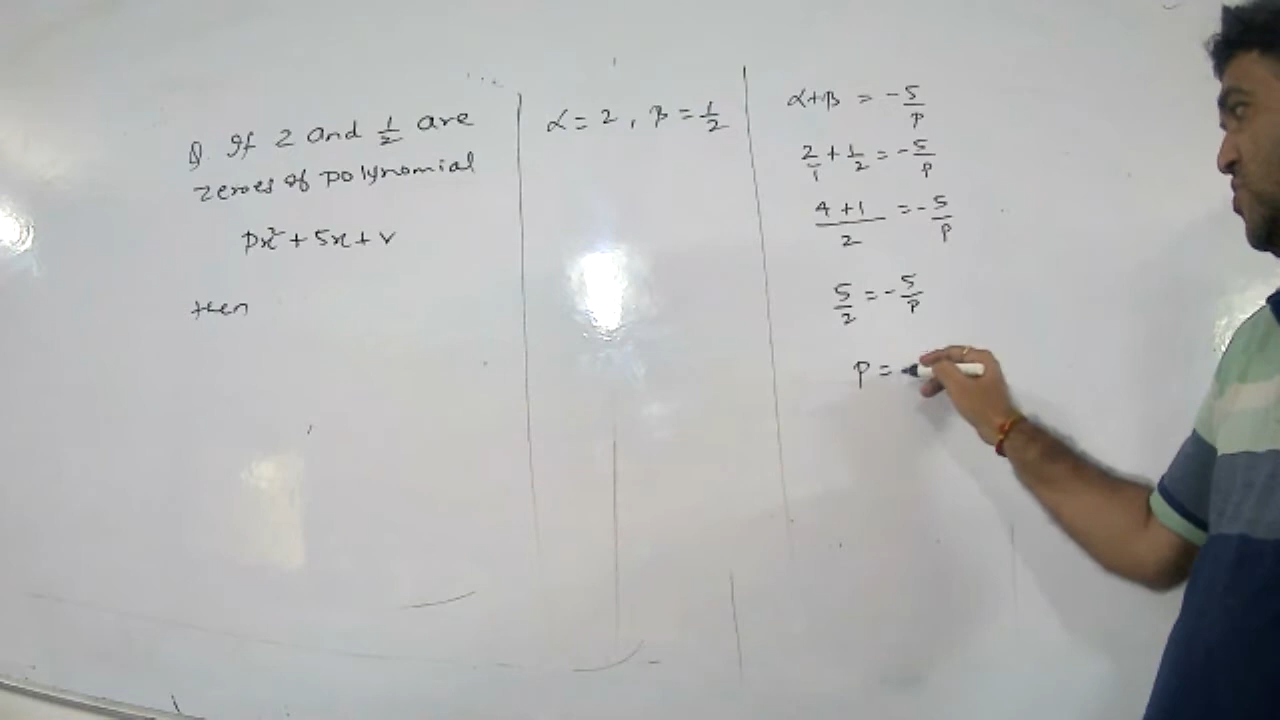 Q. If 2 and 1/2 are
zeroes of polynomial
px² + 5x + r
then
α = 2, β = 1/2
α+β = -5/p
2/1 + 1/2 = -5/p
4+1/2 = -5/p
5/2 = -5/p
p = -